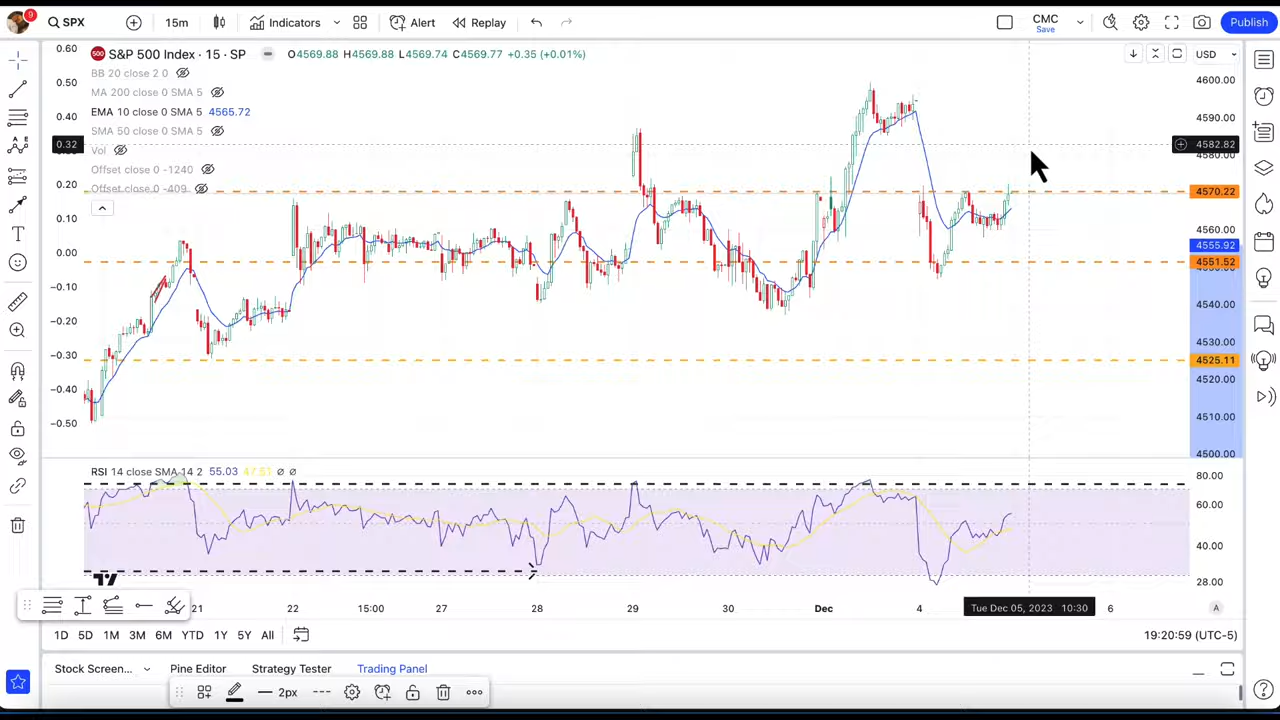 9
SPX
15m
Indicators
Alert
Replay
CMC
Save
Publish
S&P 500 Index · 15 · SP
O4569.88 H4569.88 L4569.74 C4569.77 +0.35 (+0.01%)
USD
BB 20 close 2 0
MA 200 close 0 SMA 5
EMA 10 close 0 SMA 5 4565.72
SMA 50 close 0 SMA 5
Vol
Offset close 0 -1240
Offset close 0 -409
0.60
0.50
0.40
0.32
0.20
0.10
0.00
−0.10
−0.20
−0.30
−0.40
−0.50
4600.00
4590.00
4582.82
4580.00
4570.22
4560.00
4555.92
4551.52
4540.00
4530.00
4525.11
4520.00
4510.00
4500.00
RSI 14 close SMA 14 2 55.03 47.51 ø ø
80.00
60.00
40.00
28.00
21
22
15:00
27
28
29
30
Dec
4
Tue Dec 05, 2023 10:30
6
A
1D 5D 1M 3M 6M YTD 1Y 5Y All
19:20:59 (UTC-5)
Stock Screen...
Pine Editor
Strategy Tester
Trading Panel
2px